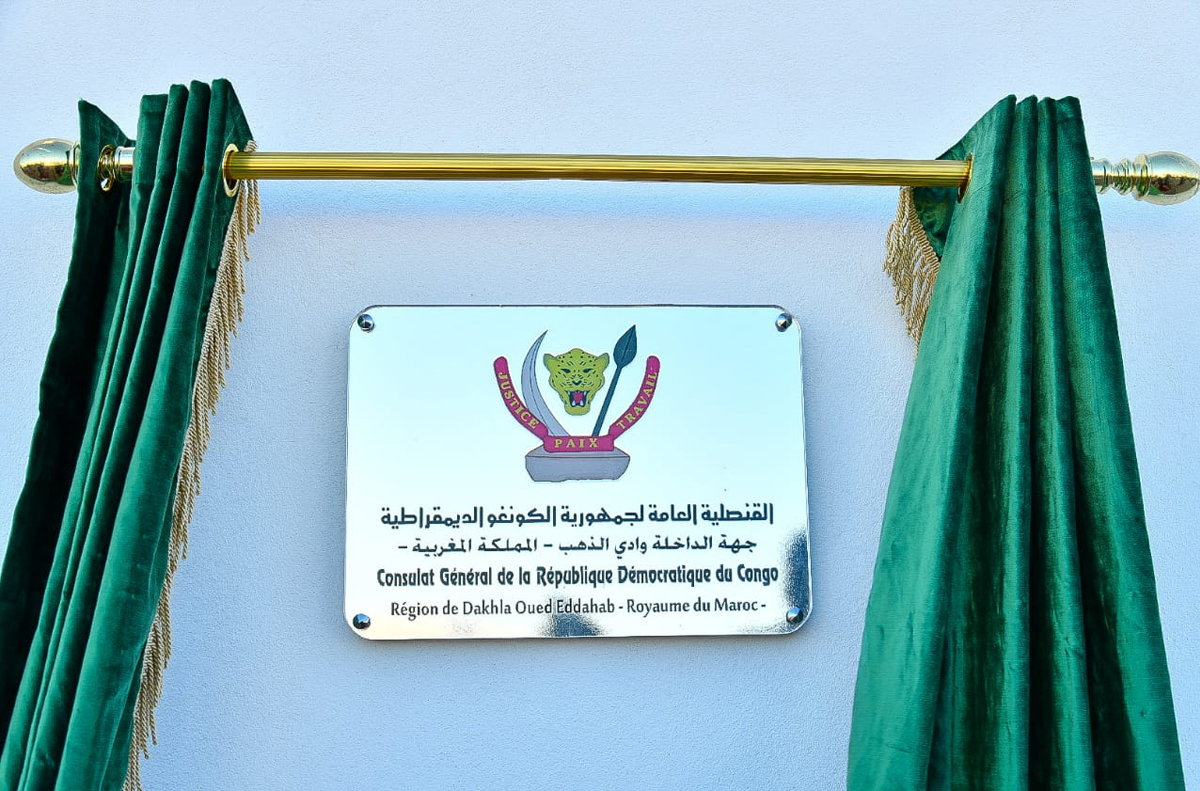 JUSTICE
PAIX
TRAVAIL
القنصلية العامة لجمهورية الكونغو الديمقراطية
جهة الداخلة وادي الذهب - المملكة المغربية -
Consulat Général de la République Démocratique du Congo
Région de Dakhla Oued Eddahab - Royaume du Maroc -